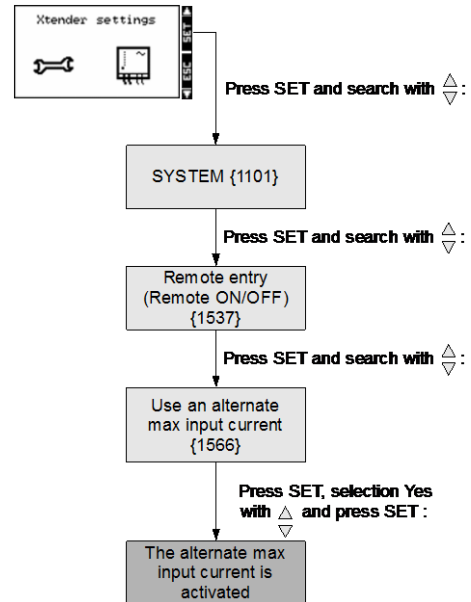 Xtender settings
SET
ESC
Press SET and search with △▽:
SYSTEM {1101}
Press SET and search with △▽:
Remote entry
(Remote ON/OFF)
{1537}
Press SET and search with △▽:
Use an alternate
max input current
{1566}
Press SET, selection Yes
with △▽ and press SET :
The alternate max
input current is
activated